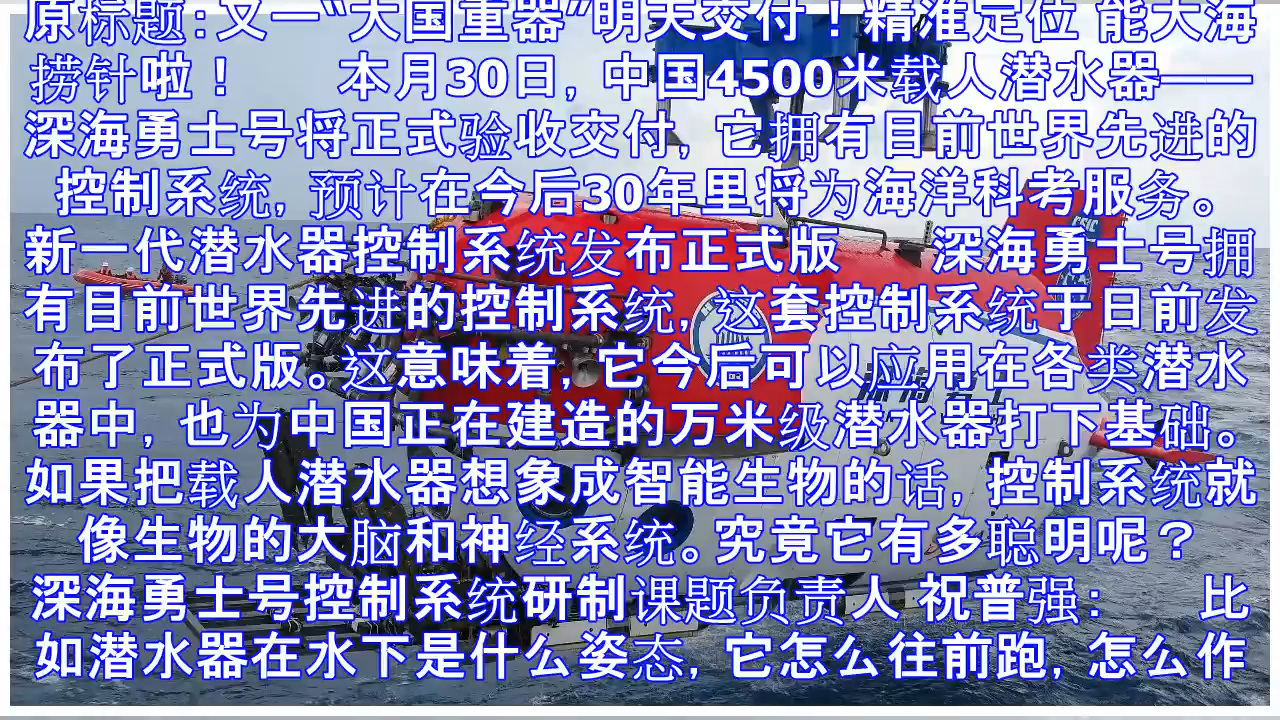 原标题:又一“大国重器”明天交付！精准定位 能大海
捞针啦！ 本月30日, 中国4500米载人潜水器——
深海勇士号将正式验收交付, 它拥有目前世界先进的
控制系统, 预计在今后30年里将为海洋科考服务。
新一代潜水器控制系统发布正式版 深海勇士号拥
有目前世界先进的控制系统, 这套控制系统于日前发
布了正式版。这意味着, 它今后可以应用在各类潜水
器中, 也为中国正在建造的万米级潜水器打下基础。
如果把载人潜水器想象成智能生物的话, 控制系统就
像生物的大脑和神经系统。究竟它有多聪明呢？
深海勇士号控制系统研制课题负责人 祝普强: 比
如潜水器在水下是什么姿态, 它怎么往前跑, 怎么作
CSIC